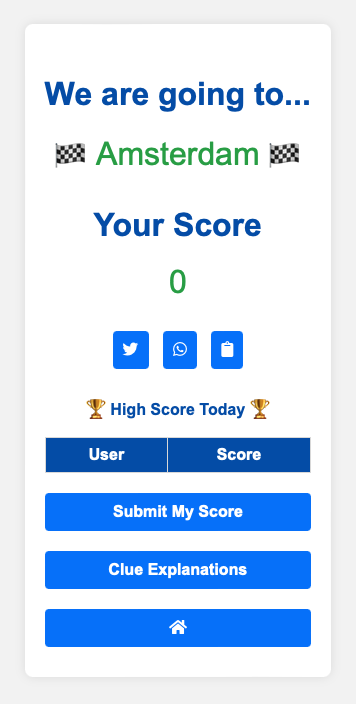 We are going to...
Amsterdam
Your Score
0
High Score Today
User Score
Submit My Score
Clue Explanations